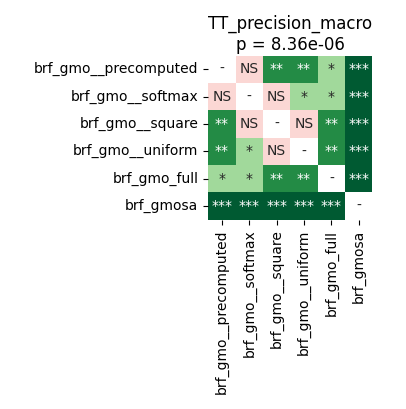 TT_precision_macro
p = 8.36e-06
brf_gmo__precomputed - NS ** ** * ***
brf_gmo__softmax NS - NS * * ***
brf_gmo__square ** NS - NS ** ***
brf_gmo__uniform ** * NS - ** ***
brf_gmo_full * * ** ** - ***
brf_gmosa *** *** *** *** *** -
brf_gmo__precomputed
brf_gmo__softmax
brf_gmo__square
brf_gmo__uniform
brf_gmo_full
brf_gmosa